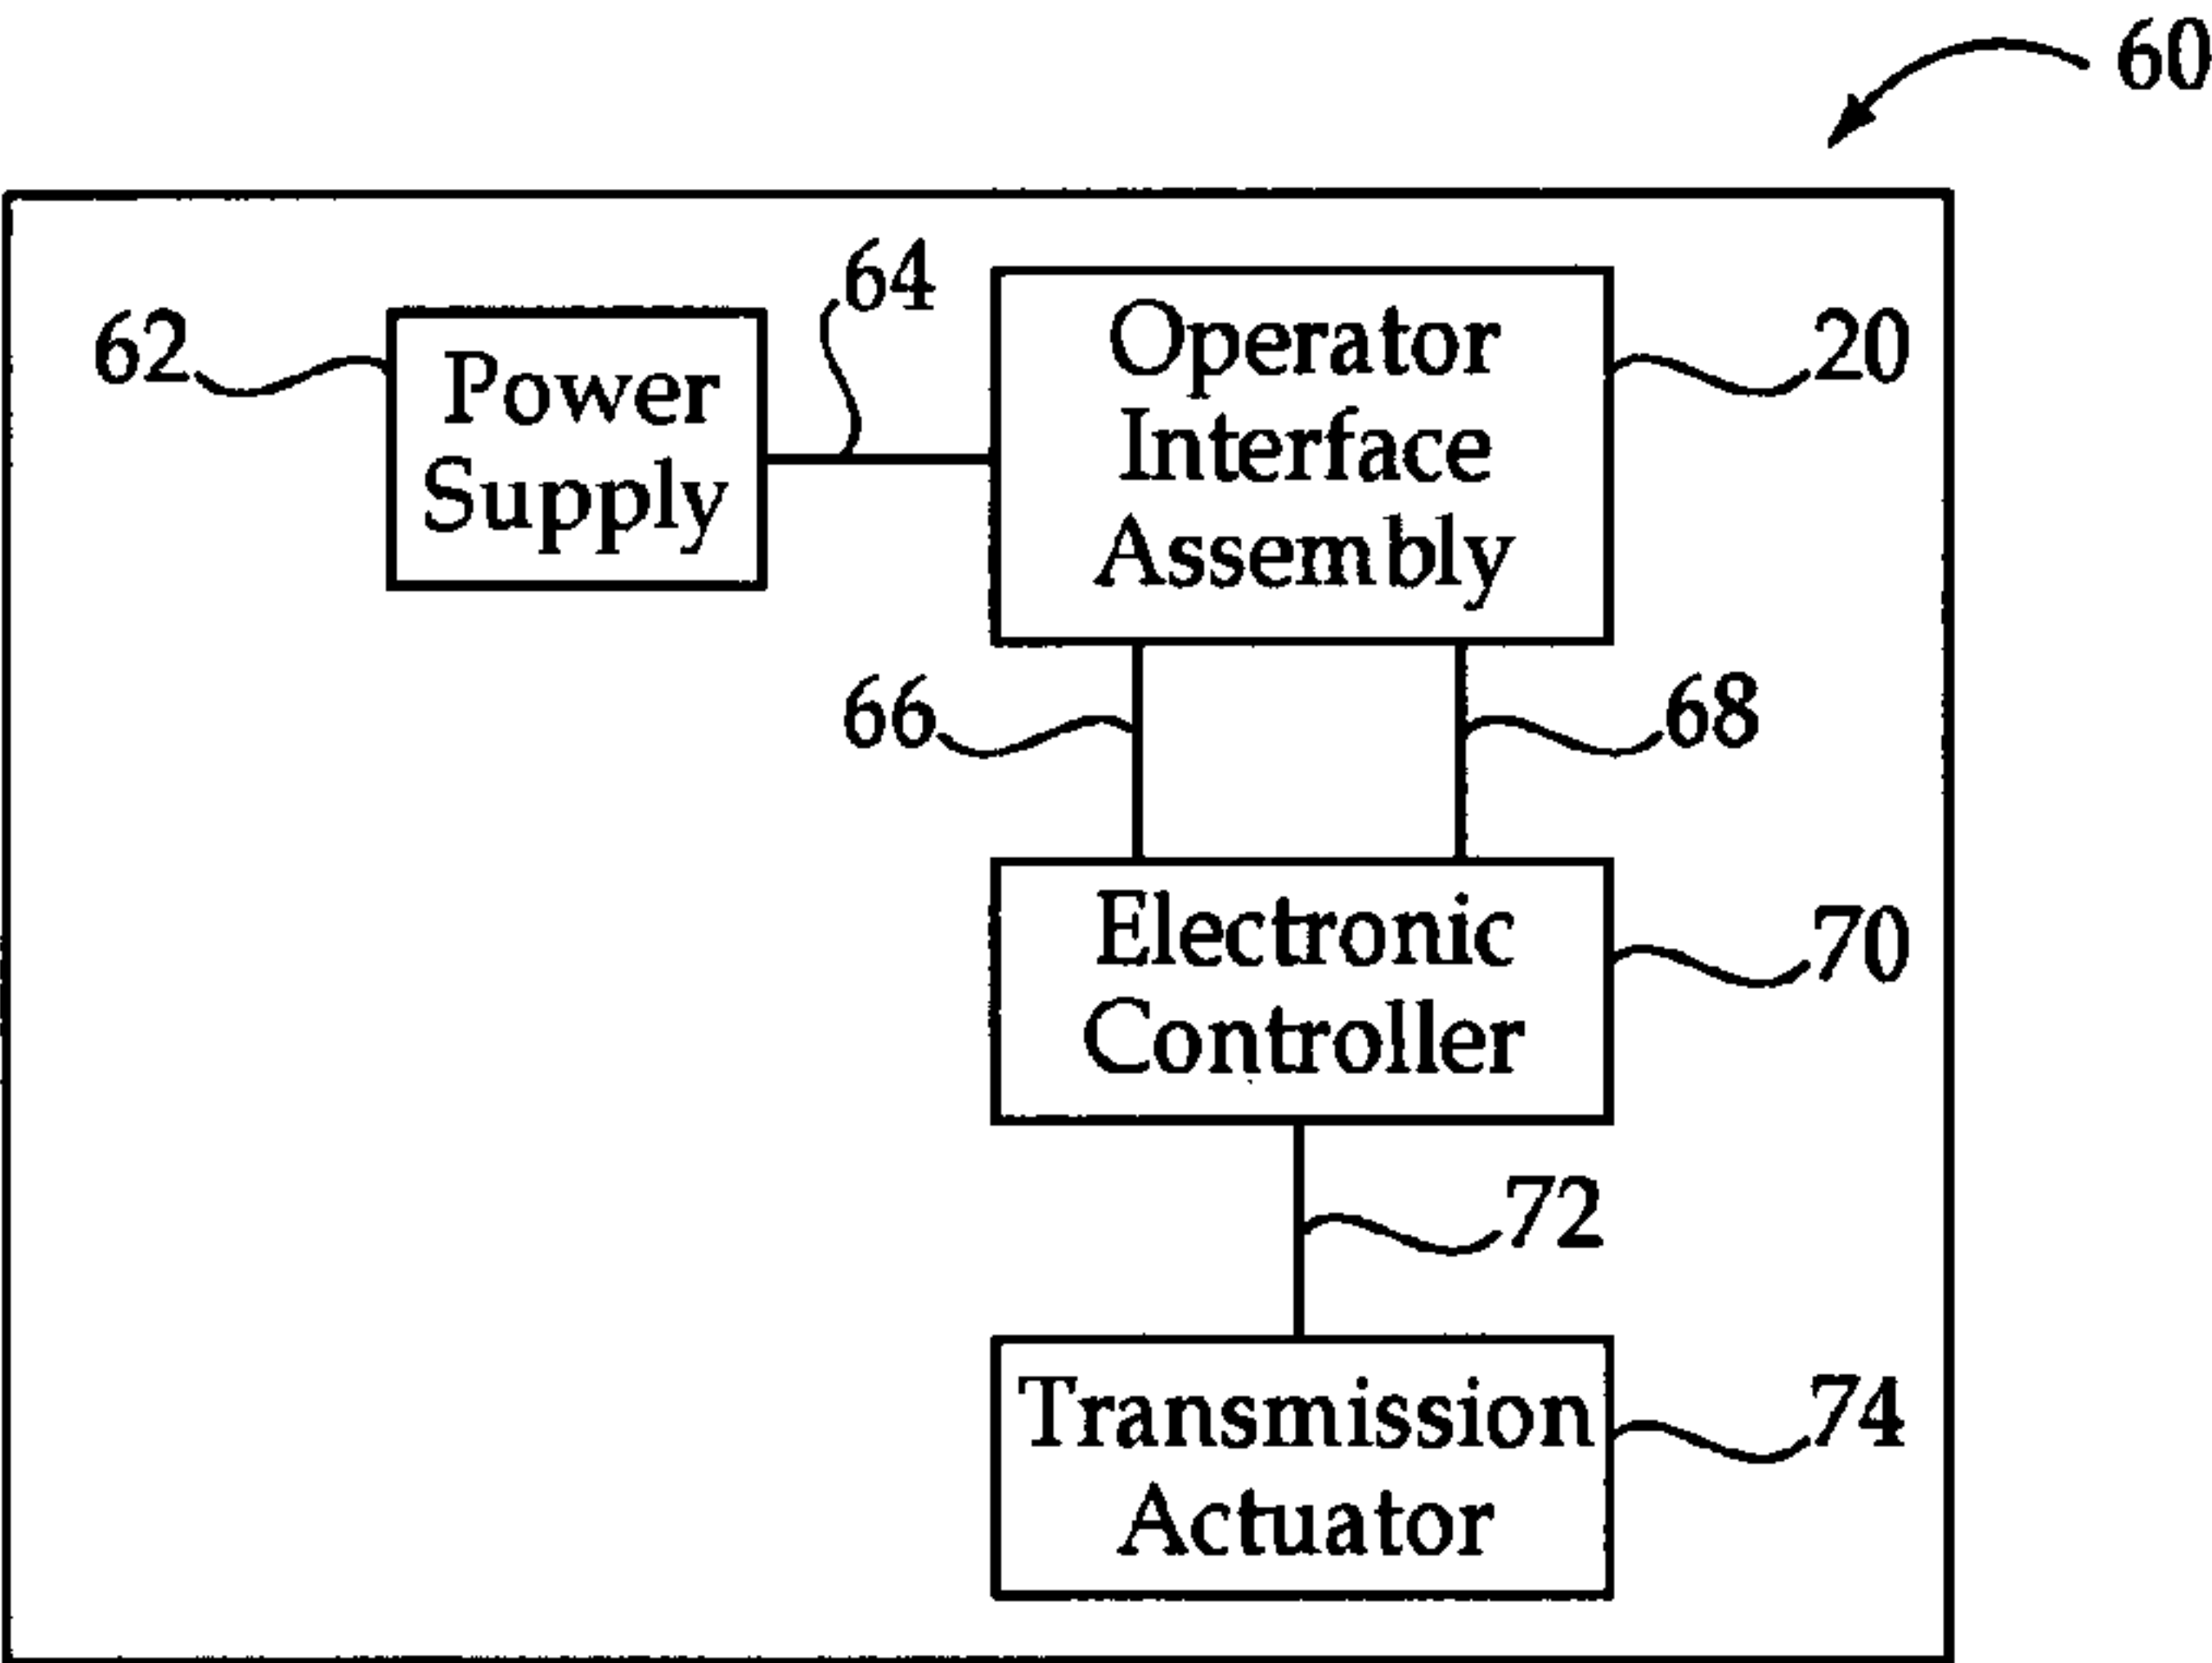 60
64
62
Power
Supply
Operator
Interface
Assembly
20
66
68
Electronic
Controller
70
72
Transmission
Actuator
74